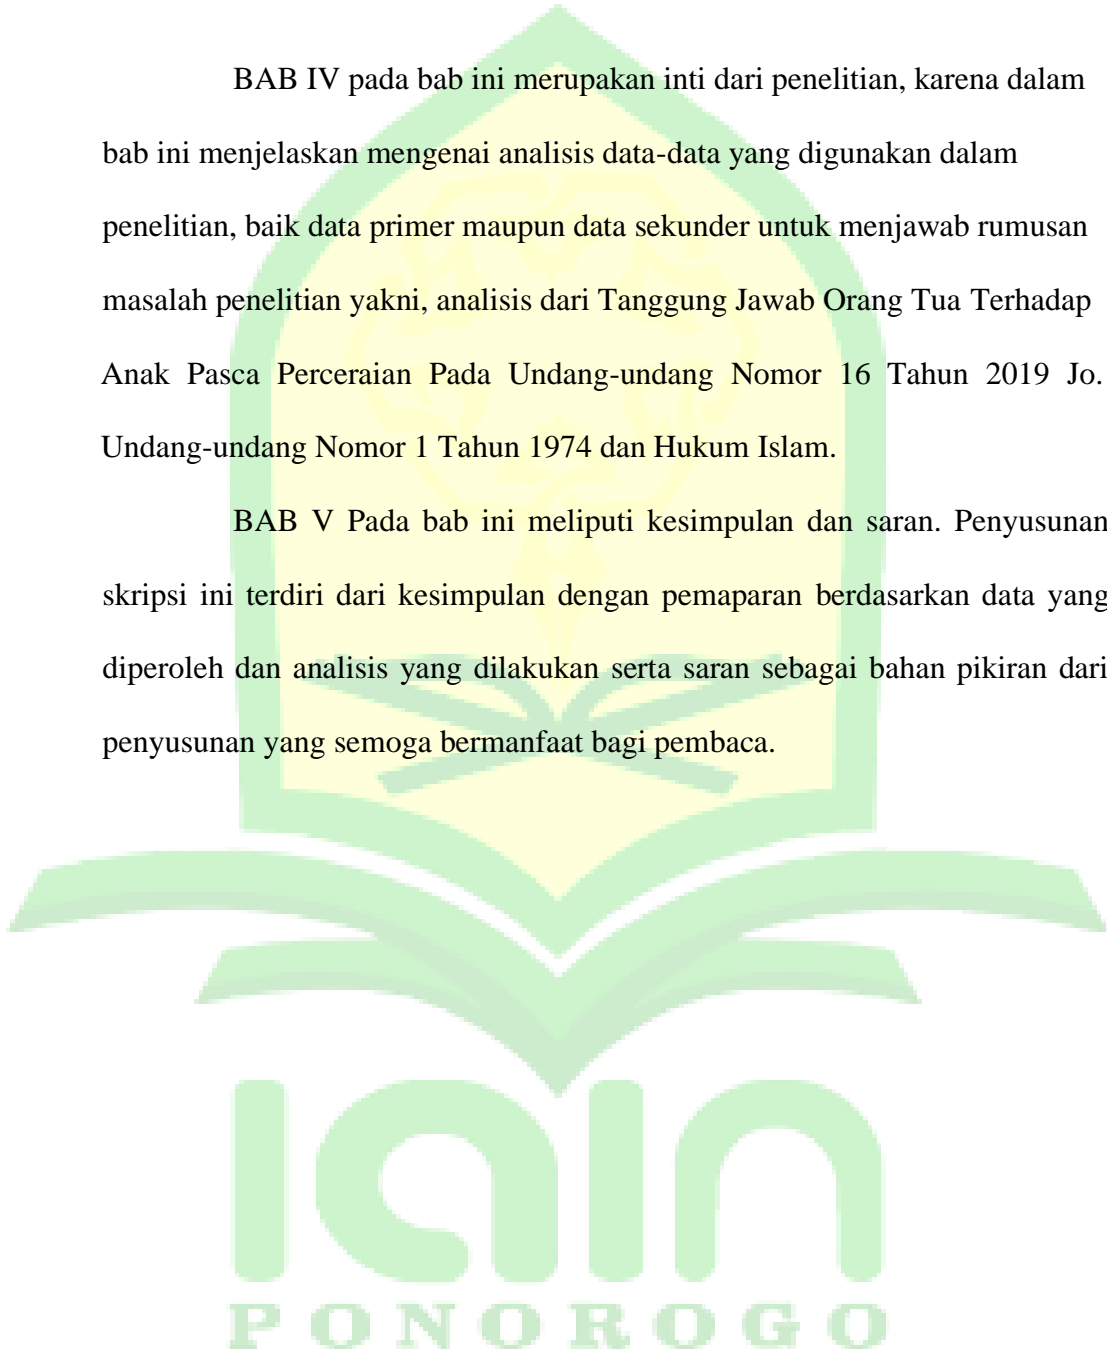 BAB IV pada bab ini merupakan inti dari penelitian, karena dalam
bab ini menjelaskan mengenai analisis data-data yang digunakan dalam
penelitian, baik data primer maupun data sekunder untuk menjawab rumusan
masalah penelitian yakni, analisis dari Tanggung Jawab Orang Tua Terhadap
Anak Pasca Perceraian Pada Undang-undang Nomor 16 Tahun 2019 Jo.
Undang-undang Nomor 1 Tahun 1974 dan Hukum Islam.
BAB V Pada bab ini meliputi kesimpulan dan saran. Penyusunan
skripsi ini terdiri dari kesimpulan dengan pemaparan berdasarkan data yang
diperoleh dan analisis yang dilakukan serta saran sebagai bahan pikiran dari
penyusunan yang semoga bermanfaat bagi pembaca.
iain
PONOROGO